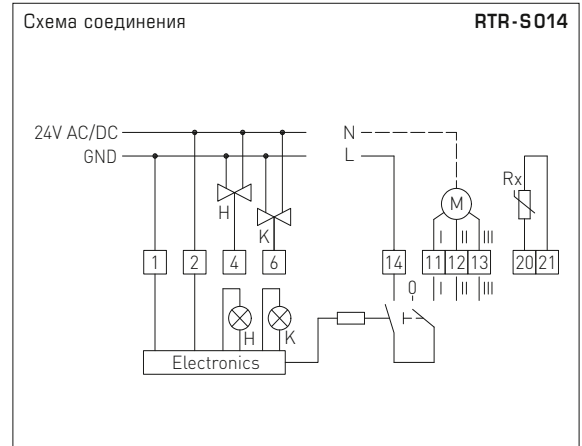 Схема соединения RTR-S014
24V AC/DC N
GND L
Rx
M
H
K
I II III
1 2 4 6 14 11 12 13 20 21
0 I II III
H K
Electronics